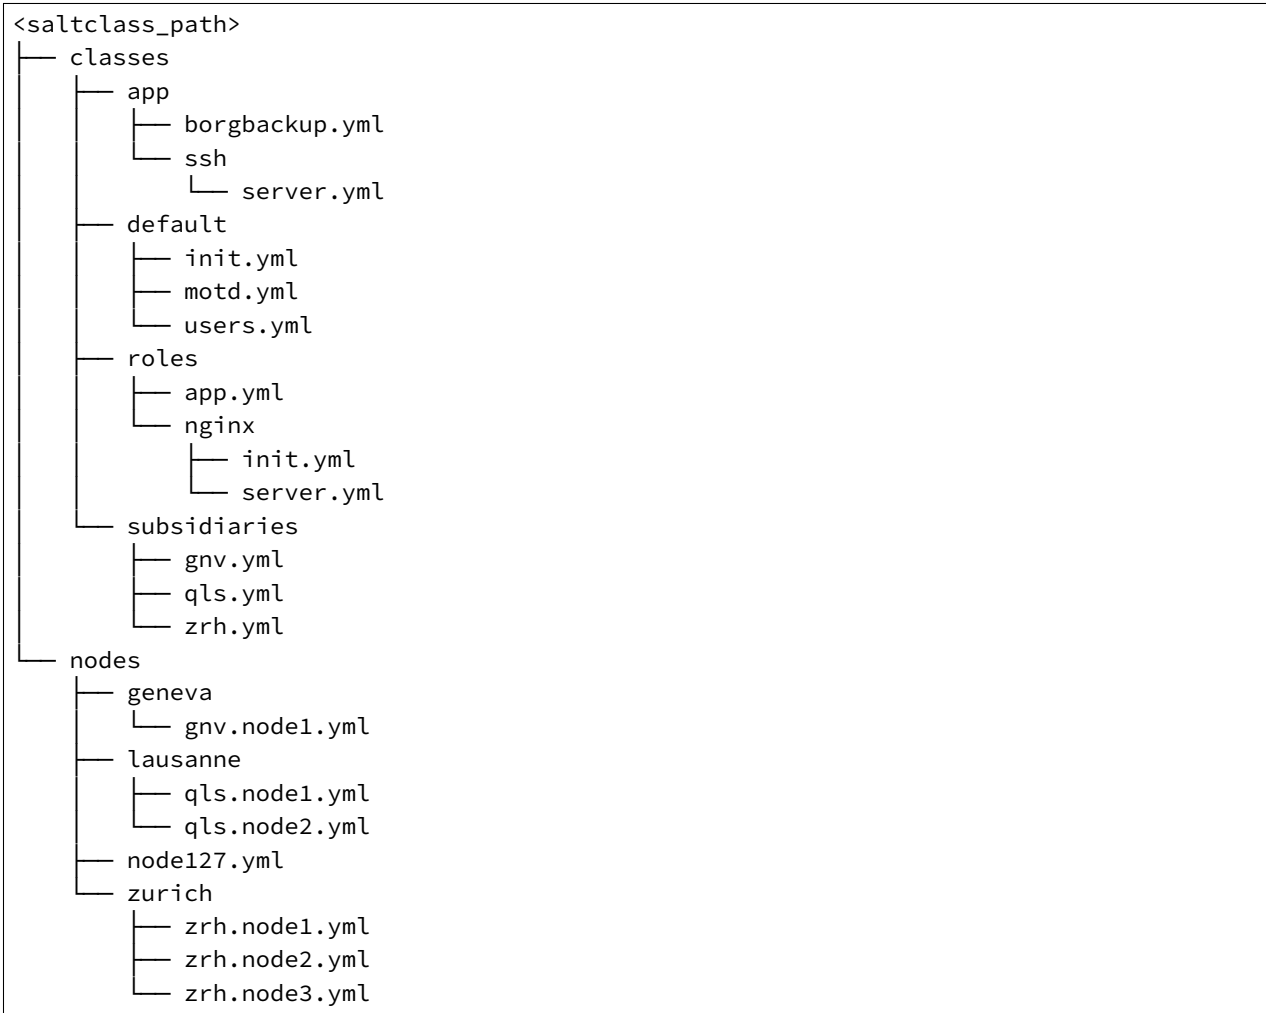 <saltclass_path>
├── classes
│   ├── app
│   │   ├── borgbackup.yml
│   │   └── ssh
│   │       └── server.yml
│   ├── default
│   │   ├── init.yml
│   │   ├── motd.yml
│   │   └── users.yml
│   ├── roles
│   │   ├── app.yml
│   │   └── nginx
│   │       ├── init.yml
│   │       └── server.yml
│   └── subsidiaries
│       ├── gnv.yml
│       ├── qls.yml
│       └── zrh.yml
└── nodes
    ├── geneva
    │   └── gnv.node1.yml
    ├── lausanne
    │   ├── qls.node1.yml
    │   └── qls.node2.yml
    ├── node127.yml
    └── zurich
        ├── zrh.node1.yml
        ├── zrh.node2.yml
        └── zrh.node3.yml